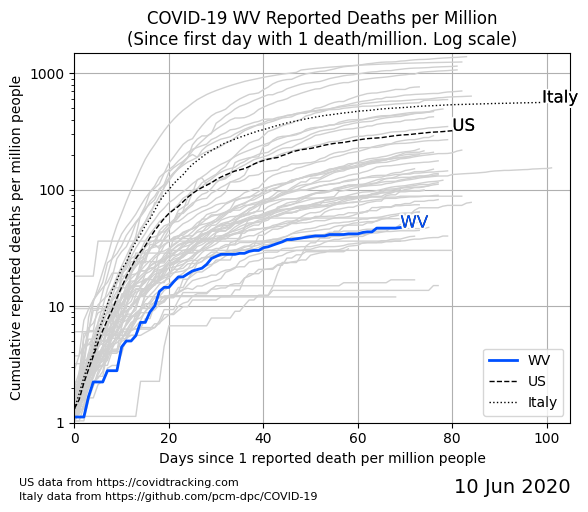 COVID-19 WV Reported Deaths per Million
(Since first day with 1 death/million. Log scale)
Cumulative reported deaths per million people
1000
100
10
1
Italy
US
WV
WV
US
Italy
0
20
40
60
80
100
Days since 1 reported death per million people
US data from https://covidtracking.com
Italy data from https://github.com/pcm-dpc/COVID-19
10 Jun 2020